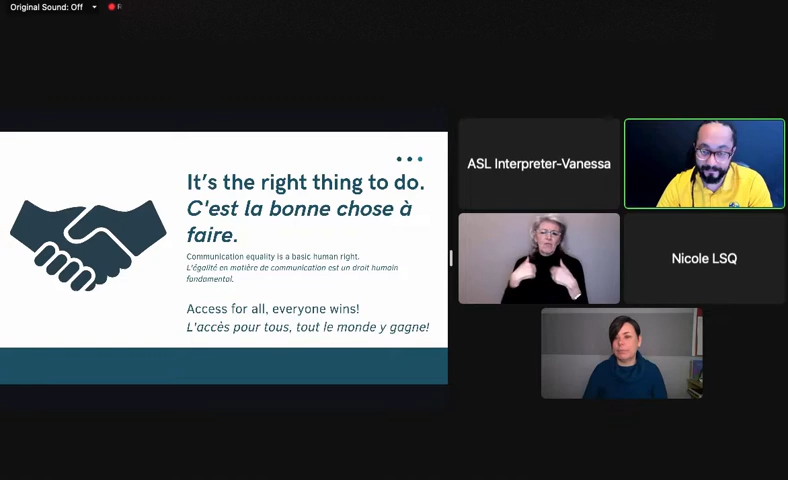 Original Sound: Off
It's the right thing to do.
C'est la bonne chose à
faire.
Communication equality is a basic human right.
L'égalité en matière de communication est un droit humain
fondamental.
Access for all, everyone wins!
L'accès pour tous, tout le monde y gagne!
ASL Interpreter-Vanessa
Nicole LSQ